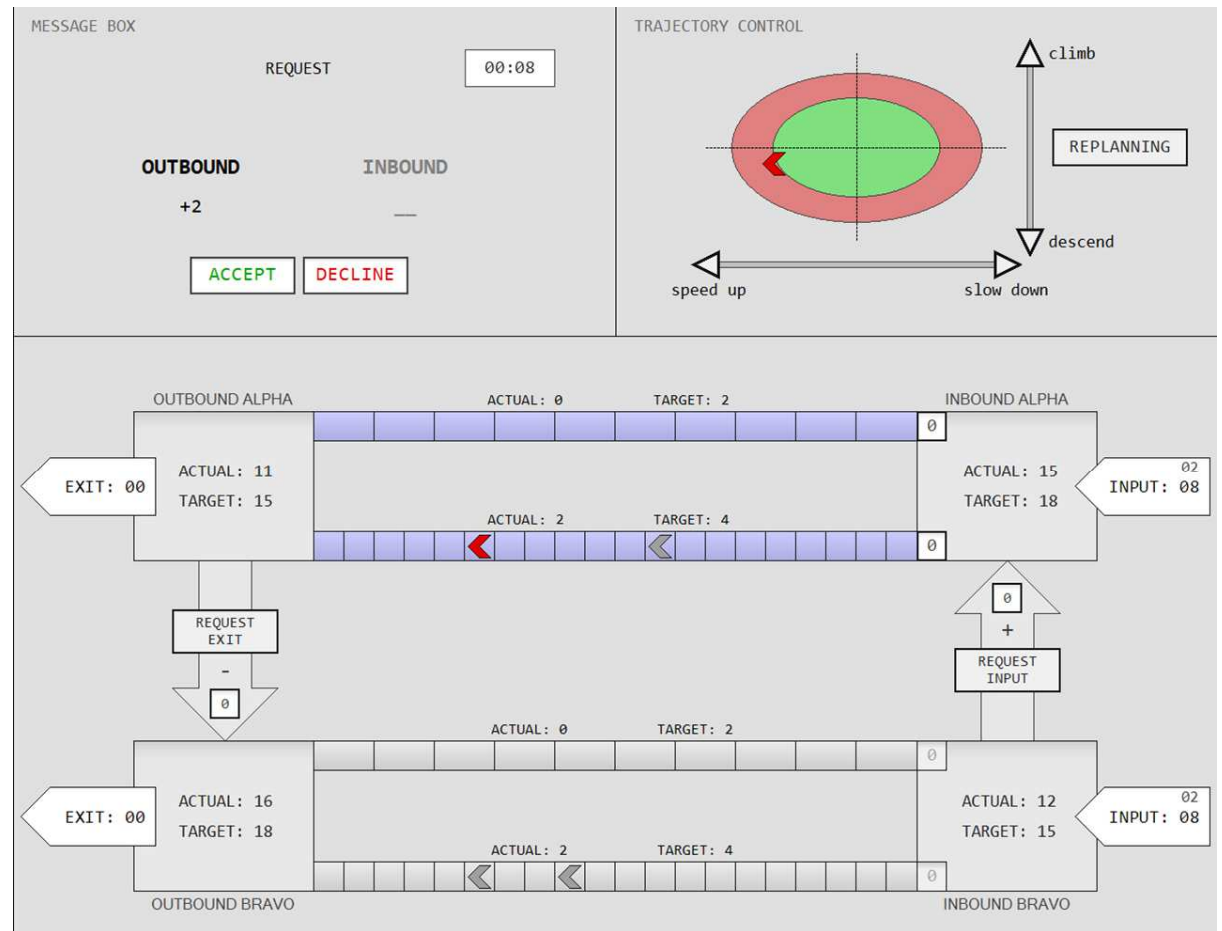 MESSAGE BOX
REQUEST 00:08
OUTBOUND INBOUND
+2 __
ACCEPT DECLINE
TRAJECTORY CONTROL
climb
REPLANNING
descend
speed up slow down
OUTBOUND ALPHA ACTUAL: 0 TARGET: 2 INBOUND ALPHA
0
EXIT: 00 ACTUAL: 11 ACTUAL: 15 02
TARGET: 15 TARGET: 18 INPUT: 08
ACTUAL: 2 TARGET: 4
0
REQUEST
EXIT
-
0
0
+
REQUEST
INPUT
ACTUAL: 0 TARGET: 2
0
EXIT: 00 ACTUAL: 16 ACTUAL: 12 02
TARGET: 18 TARGET: 15 INPUT: 08
ACTUAL: 2 TARGET: 4
0
OUTBOUND BRAVO INBOUND BRAVO